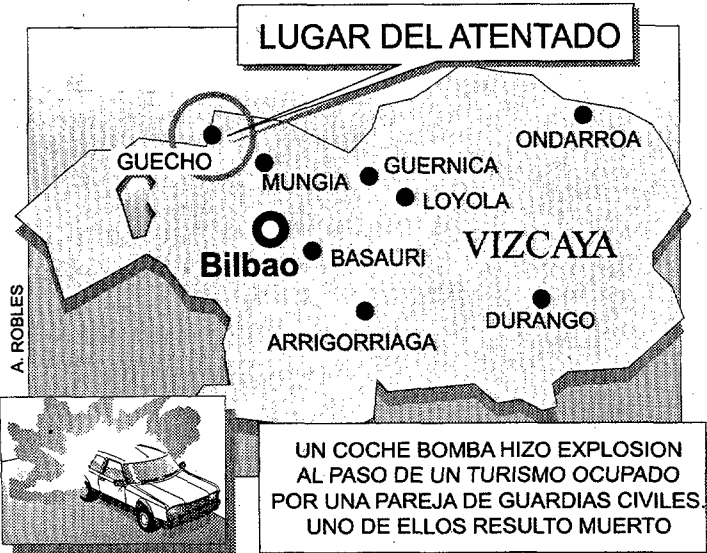 LUGAR DEL ATENTADO
ONDARROA
GUECHO
MUNGIA
GUERNICA
LOYOLA
Bilbao
BASAURI
VIZCAYA
ARRIGORRIAGA
DURANGO
A. ROBLES
UN COCHE BOMBA HIZO EXPLOSION
AL PASO DE UN TURISMO OCUPADO
POR UNA PAREJA DE GUARDIAS CIVILES.
UNO DE ELLOS RESULTO MUERTO